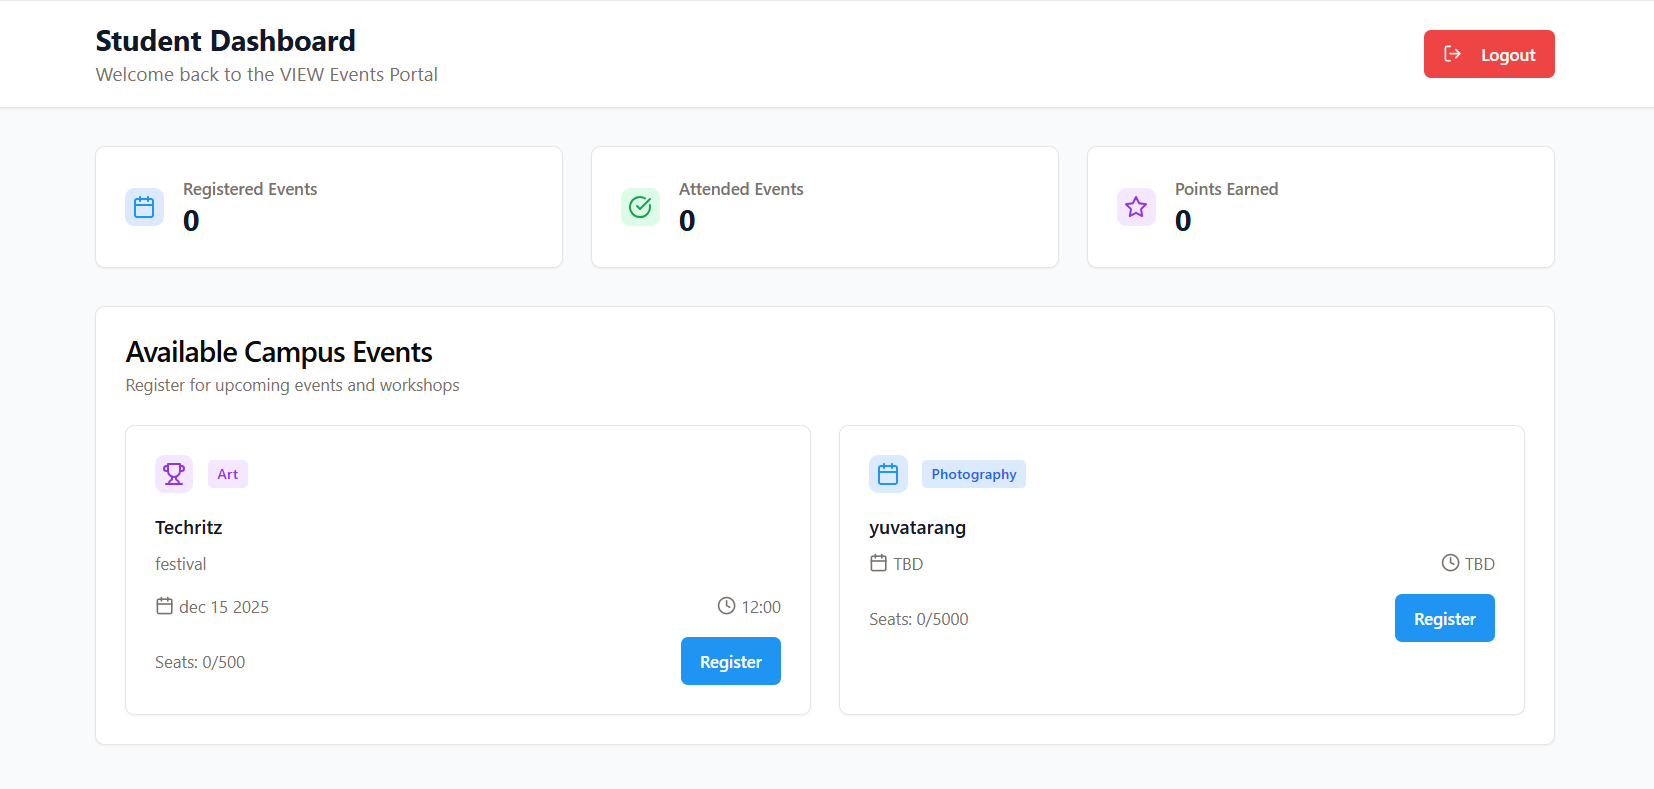 Student Dashboard
Welcome back to the VIEW Events Portal
Logout
Registered Events
0
Attended Events
0
Points Earned
0
Available Campus Events
Register for upcoming events and workshops
Art
Techritz
festival
dec 15 2025
12:00
Seats: 0/500
Register
Photography
yuvatarang
TBD
TBD
Seats: 0/5000
Register